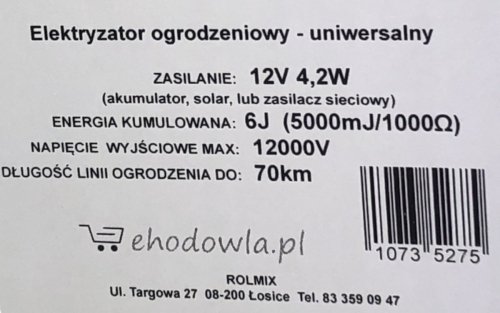 Elektryzator ogrodzeniowy - uniwersalny
ZASILANIE: 12V 4,2W
(akumulator, solar, lub zasilacz sieciowy)
ENERGIA KUMULOWANA: 6J (5000mJ/1000Ω)
NAPIĘCIE WYJŚCIOWE MAX: 12000V
DŁUGOŚĆ LINII OGRODZENIA DO: 70km
ehodowla.pl
1073 5275
ROLMIX
Ul. Targowa 27 08-200 Łosice Tel. 83 359 09 47